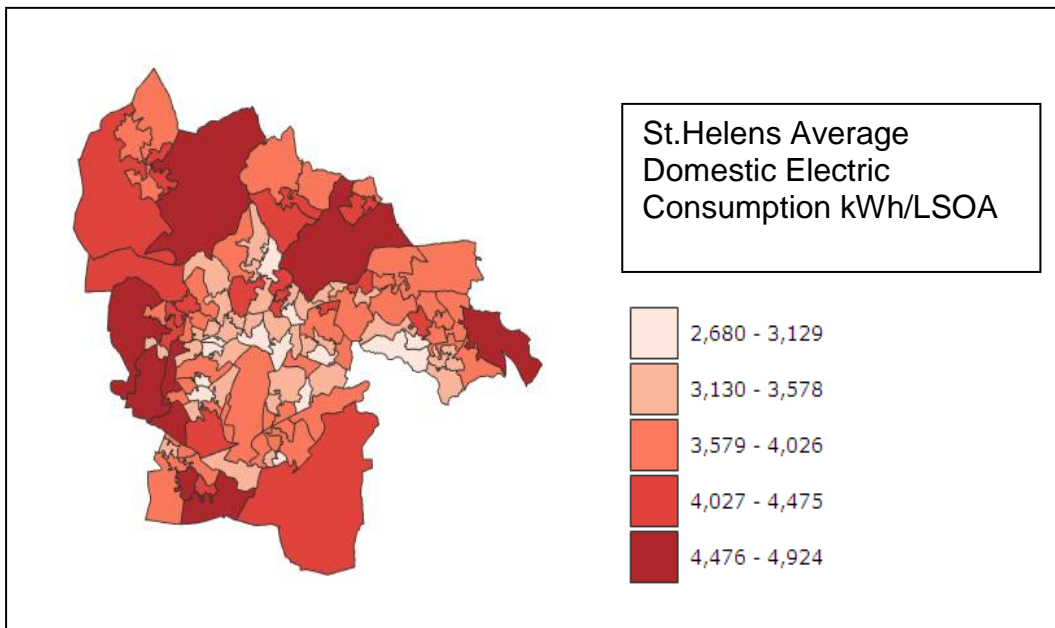 St.Helens Average
Domestic Electric
Consumption kWh/LSOA
2,680 - 3,129
3,130 - 3,578
3,579 - 4,026
4,027 - 4,475
4,476 - 4,924